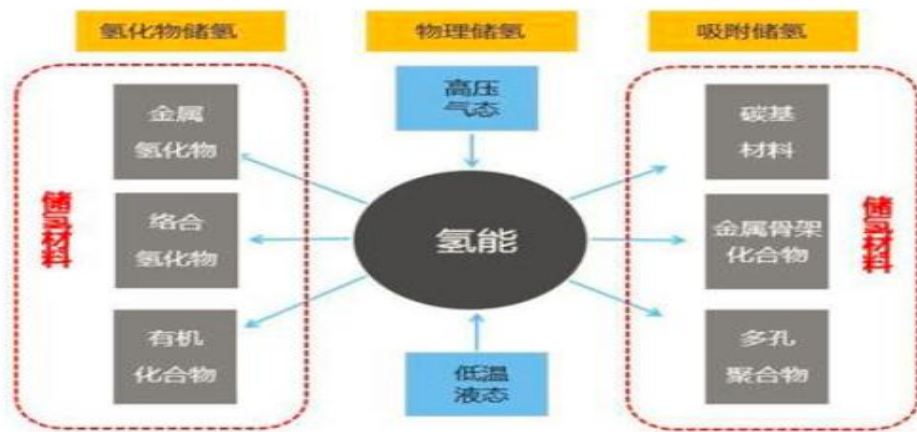 氢化物储氢
物理储氢
吸附储氢
金属
氢化物
络合
氢化物
有机
化合物
储氢材料
高压
气态
氢能
低温
液态
碳基
材料
金属骨架
化合物
多孔
聚合物
储氢材料